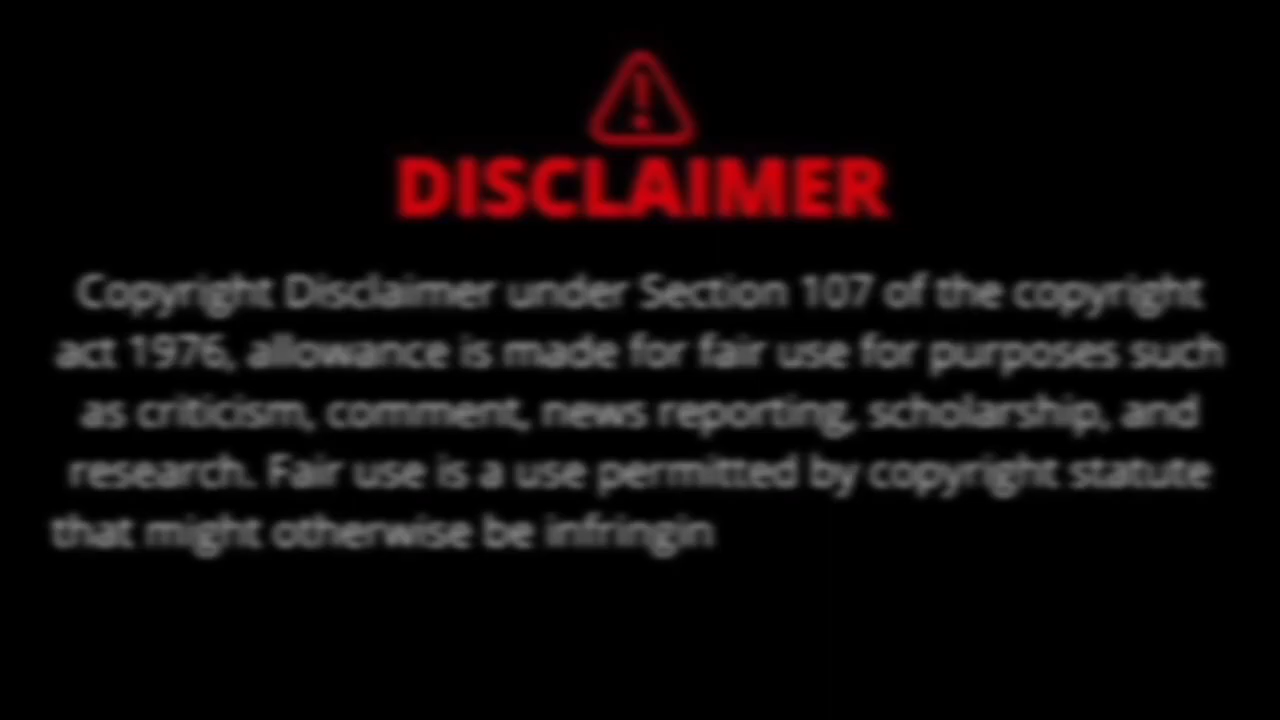 DISCLAIMER
Copyright Disclaimer under Section 107 of the copyright
act 1976, allowance is made for fair use for purposes such
as criticism, comment, news reporting, scholarship, and
research. Fair use is a use permitted by copyright statute
that might otherwise be infringin